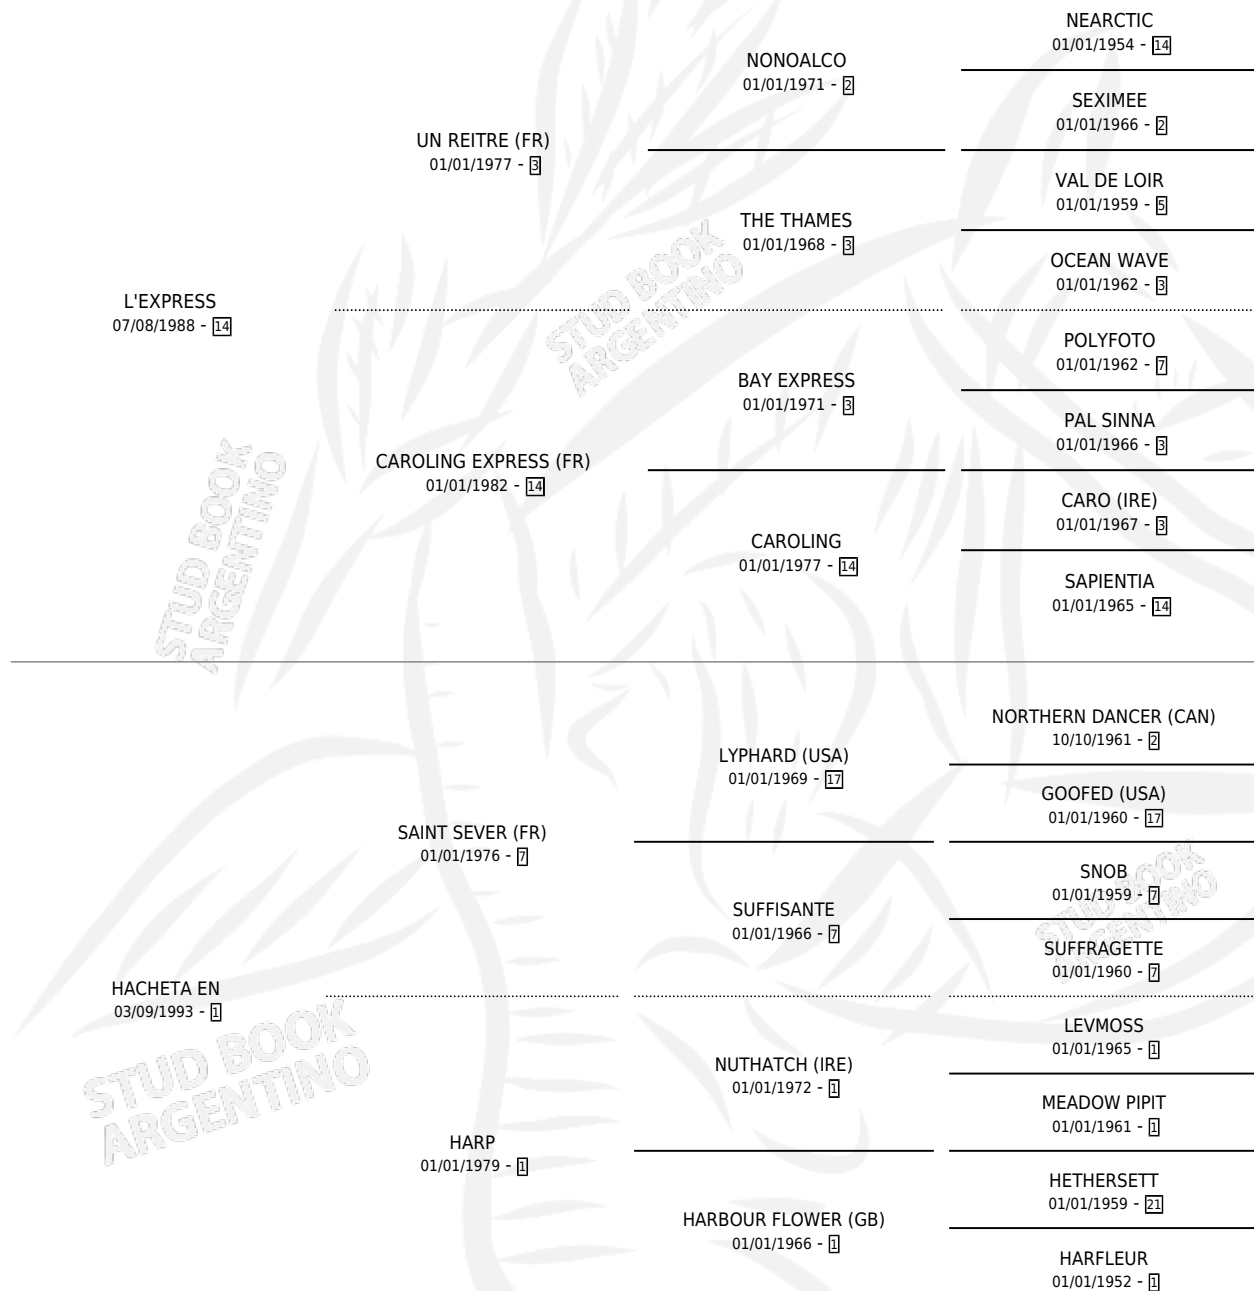 NEARCTIC
01/01/1954 - 14
NONOALCO
01/01/1971 - 2
SEXIMEE
01/01/1966 - 2
UN REITRE (FR)
01/01/1977 - 3
VAL DE LOIR
01/01/1959 - 5
THE THAMES
01/01/1968 - 3
OCEAN WAVE
01/01/1962 - 3
L'EXPRESS
07/08/1988 - 14
STUD BOOK
ARGENTINO
POLYFOTO
01/01/1962 - 7
BAY EXPRESS
01/01/1971 - 3
PAL SINNA
01/01/1966 - 3
CAROLING EXPRESS (FR)
01/01/1982 - 14
CARO (IRE)
01/01/1967 - 3
CAROLING
01/01/1977 - 14
SAPIENTIA
01/01/1965 - 14
STUD BOOK
ARGENTINO
NORTHERN DANCER (CAN)
10/10/1961 - 2
LYPHARD (USA)
01/01/1969 - 17
GOOFED (USA)
01/01/1960 - 17
SAINT SEVER (FR)
01/01/1976 - 7
SNOB
01/01/1959 - 7
SUFFISANTE
01/01/1966 - 7
STUD BOOK
ARGENTINO
SUFFRAGETTE
01/01/1960 - 7
HACHETA EN
03/09/1993 - 1
STUD BOOK
ARGENTINO
LEVMOSS
01/01/1965 - 1
NUTHATCH (IRE)
01/01/1972 - 1
MEADOW PIPIT
01/01/1961 - 1
HARP
01/01/1979 - 1
HETHERSETT
01/01/1959 - 21
HARBOUR FLOWER (GB)
01/01/1966 - 1
HARFLEUR
01/01/1952 - 1